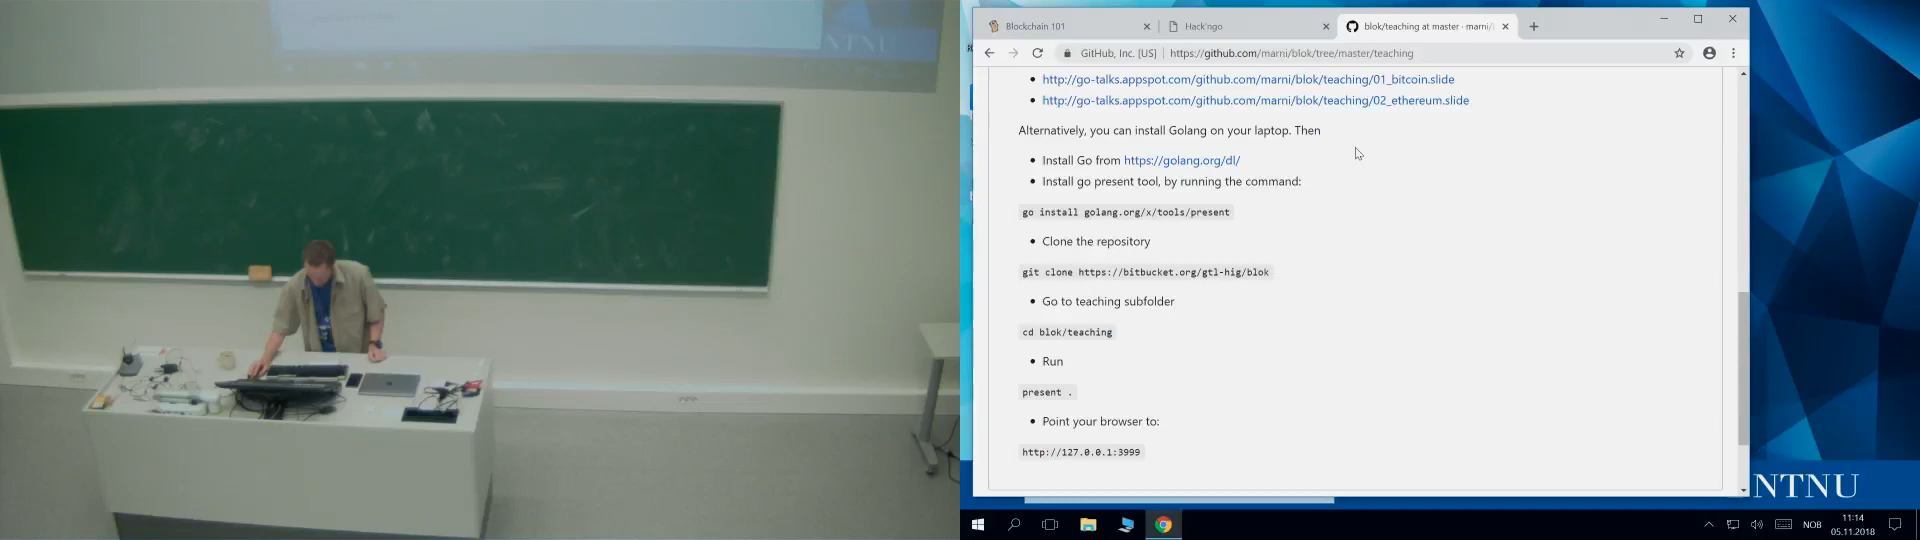 NTNU
Blockchain 101
Hack'ngo
blok/teaching at master · marni/
GitHub, Inc. [US] | https://github.com/marni/blok/tree/master/teaching
http://go-talks.appspot.com/github.com/marni/blok/teaching/01_bitcoin.slide
http://go-talks.appspot.com/github.com/marni/blok/teaching/02_ethereum.slide
Alternatively, you can install Golang on your laptop. Then
Install Go from https://golang.org/dl/
Install go present tool, by running the command:
go install golang.org/x/tools/present
Clone the repository
git clone https://bitbucket.org/gtl-hig/blok
Go to teaching subfolder
cd blok/teaching
Run
present .
Point your browser to:
http://127.0.0.1:3999
NTNU
NOB
11:14
05.11.2018